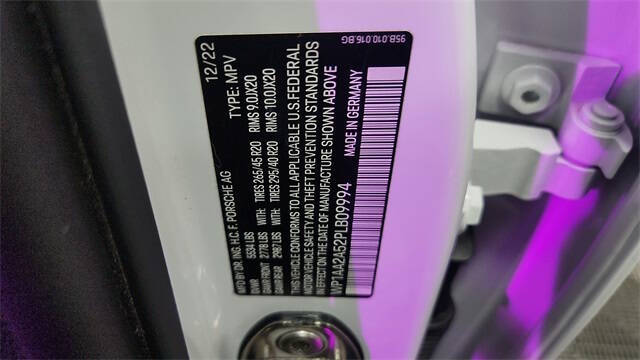 MFD BY DR. ING. H.C. F. PORSCHE AG 12/22
GVWR 5534 LBS TYPE: MPV
GAWR FRONT 2778 LBS WITH: TIRES 265/45 R20 RIMS 9.0JX20
GAWR REAR 2987 LBS WITH: TIRES 295/40 R20 RIMS 10.0JX20
THIS VEHICLE CONFORMS TO ALL APPLICABLE U.S. FEDERAL
MOTOR VEHICLE SAFETY AND THEFT PREVENTION STANDARDS
IN EFFECT ON THE DATE OF MANUFACTURE SHOWN ABOVE
WP1AA2A52PLB09994 MADE IN GERMANY
95B.010.016.BG